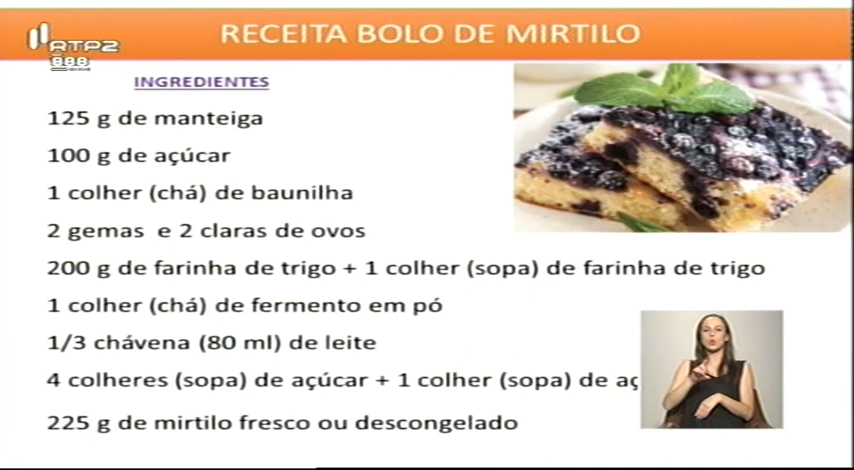 RECEITA BOLO DE MIRTILO
RTP2
888
INGREDIENTES
125 g de manteiga
100 g de açúcar
1 colher (chá) de baunilha
2 gemas e 2 claras de ovos
200 g de farinha de trigo + 1 colher (sopa) de farinha de trigo
1 colher (chá) de fermento em pó
1/3 chávena (80 ml) de leite
4 colheres (sopa) de açúcar + 1 colher (sopa) de aç
225 g de mirtilo fresco ou descongelado